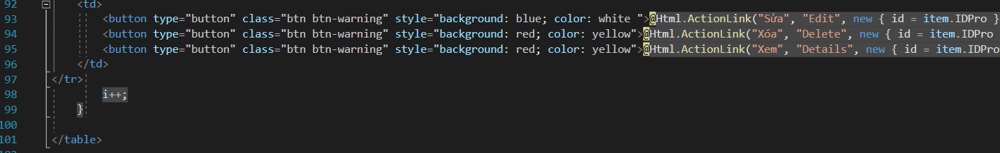 92 <td>
93 <button type="button" class="btn btn-warning" style="background: blue; color: white ">@Html.ActionLink("Sửa", "Edit", new { id = item.IDPro }
94 <button type="button" class="btn btn-warning" style="background: red; color: yellow">@Html.ActionLink("Xóa", "Delete", new { id = item.IDPro
95 <button type="button" class="btn btn-warning" style="background: red; color: yellow">@Html.ActionLink("Xem", "Details", new { id = item.IDPro
96 </td>
97 </tr>
98 i++;
99 }
100
101 </table>